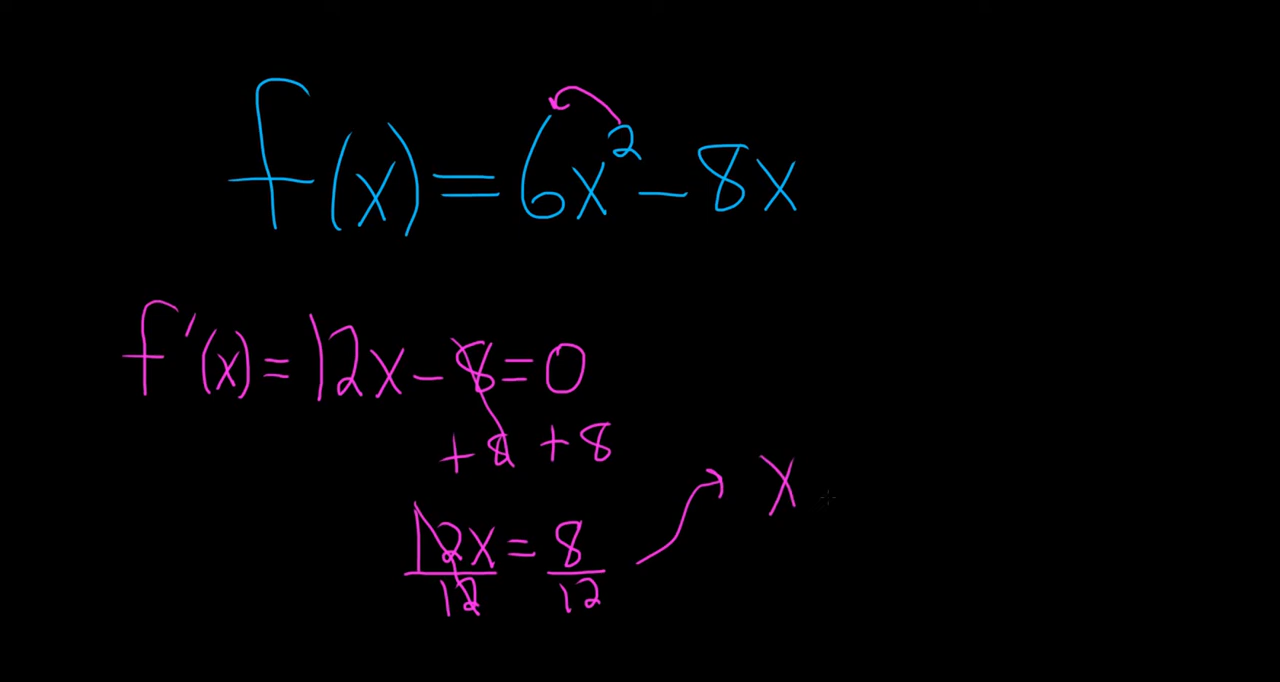 f(x) = 6x² - 8x
f'(x) = 12x - 8 = 0
+8 +8
12x = 8
12 12
x